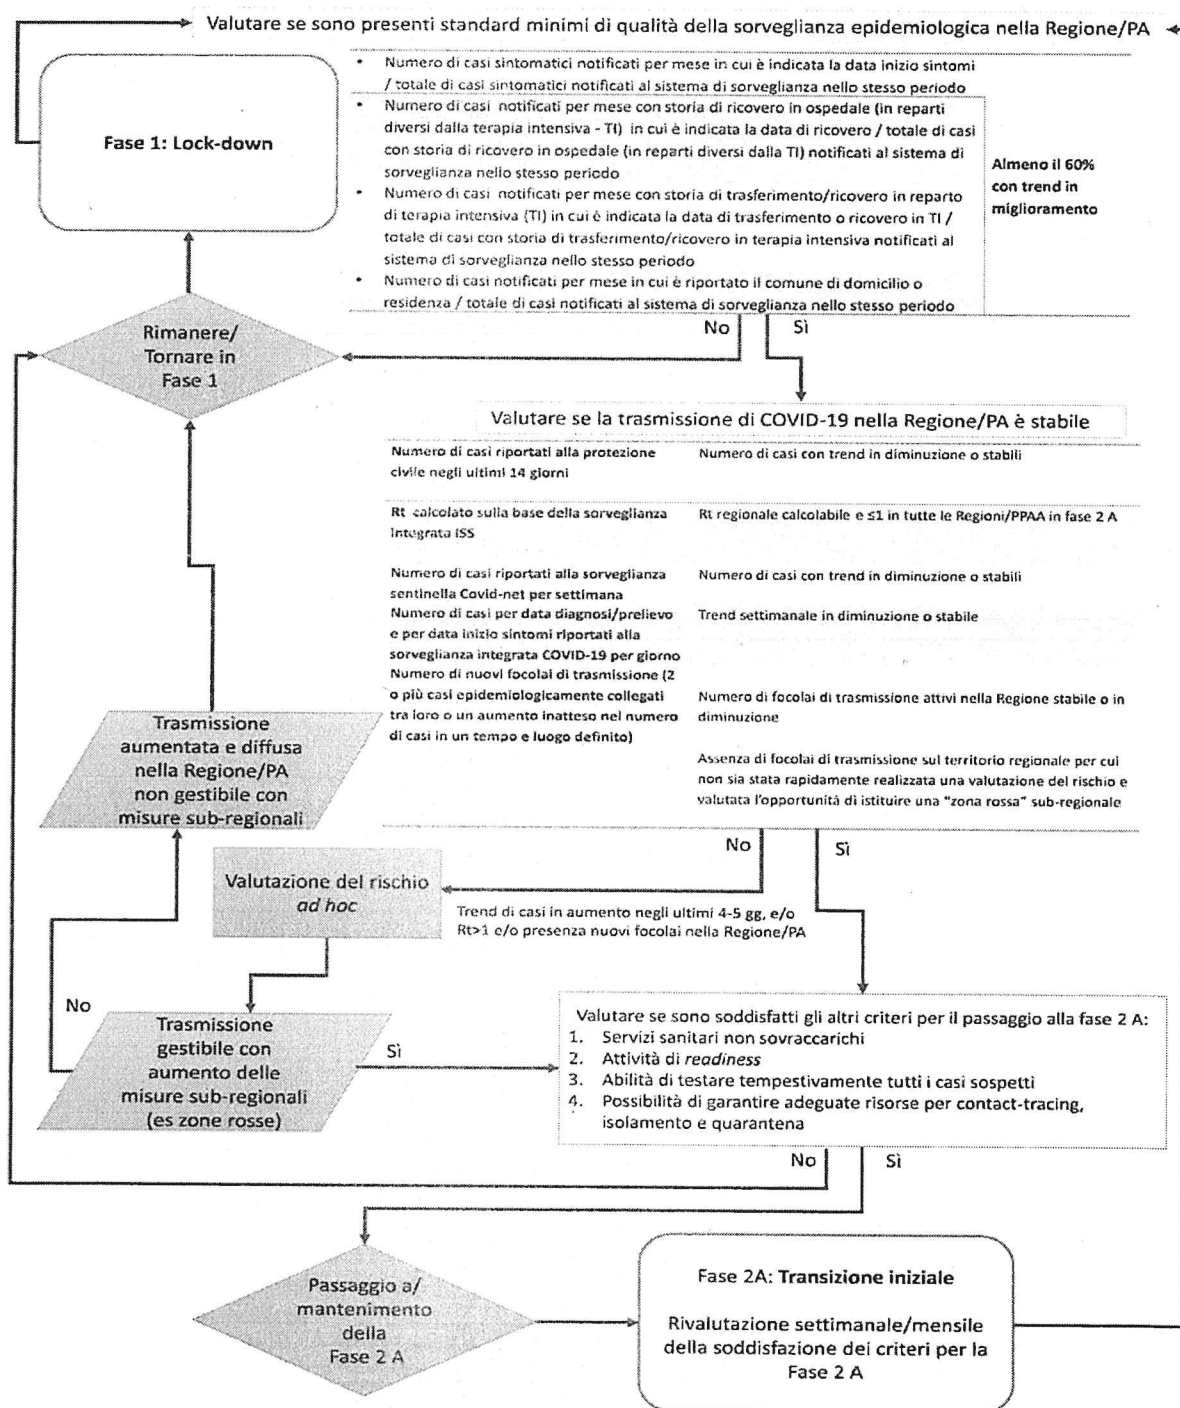 Valutare se sono presenti standard minimi di qualità della sorveglianza epidemiologica nella Regione/PA
Fase 1: Lock-down
• Numero di casi sintomatici notificati per mese in cui è indicata la data inizio sintomi
/ totale di casi sintomatici notificati al sistema di sorveglianza nello stesso periodo
• Numero di casi notificati per mese con storia di ricovero in ospedale (in reparti
diversi dalla terapia intensiva - TI) in cui è indicata la data di ricovero / totale di casi
con storia di ricovero in ospedale (in reparti diversi dalla TI) notificati al sistema di
sorveglianza nello stesso periodo
• Numero di casi notificati per mese con storia di trasferimento/ricovero in reparto
di terapia intensiva (TI) in cui è indicata la data di trasferimento o ricovero in TI /
totale di casi con storia di trasferimento/ricovero in terapia intensiva notificati al
sistema di sorveglianza nello stesso periodo
• Numero di casi notificati per mese in cui è riportato il comune di domicilio o
residenza / totale di casi notificati al sistema di sorveglianza nello stesso periodo
Almeno il 60%
con trend in
miglioramento
No
Sì
Rimanere/
Tornare in
Fase 1
Valutare se la trasmissione di COVID-19 nella Regione/PA è stabile
Numero di casi riportati alla protezione
civile negli ultimi 14 giorni
Numero di casi con trend in diminuzione o stabili
Rt calcolato sulla base della sorveglianza
integrata ISS
Rt regionale calcolabile e ≤1 in tutte le Regioni/PPAA in fase 2 A
Numero di casi riportati alla sorveglianza
sentinella Covid-net per settimana
Numero di casi con trend in diminuzione o stabili
Numero di casi per data diagnosi/prelievo
e per data inizio sintomi riportati alla
sorveglianza integrata COVID-19 per giorno
Trend settimanale in diminuzione o stabile
Numero di nuovi focolai di trasmissione (2
o più casi epidemiologicamente collegati
tra loro o un aumento inatteso nel numero
di casi in un tempo e luogo definito)
Numero di focolai di trasmissione attivi nella Regione stabile o in
diminuzione
Assenza di focolai di trasmissione sul territorio regionale per cui
non sia stata rapidamente realizzata una valutazione del rischio e
valutata l'opportunità di istituire una "zona rossa" sub-regionale
Trasmissione
aumentata e diffusa
nella Regione/PA
non gestibile con
misure sub-regionali
No
Sì
Valutazione del rischio
ad hoc
Trend di casi in aumento negli ultimi 4-5 gg, e/o
Rt>1 e/o presenza nuovi focolai nella Regione/PA
No
Trasmissione
gestibile con
aumento delle
misure sub-regionali
(es zone rosse)
Sì
Valutare se sono soddisfatti gli altri criteri per il passaggio alla fase 2 A:
1. Servizi sanitari non sovraccarichi
2. Attività di readiness
3. Abilità di testare tempestivamente tutti i casi sospetti
4. Possibilità di garantire adeguate risorse per contact-tracing,
isolamento e quarantena
No
Sì
Passaggio a/
mantenimento
della
Fase 2 A
Fase 2A: Transizione iniziale
Rivalutazione settimanale/mensile
della soddisfazione dei criteri per la
Fase 2 A